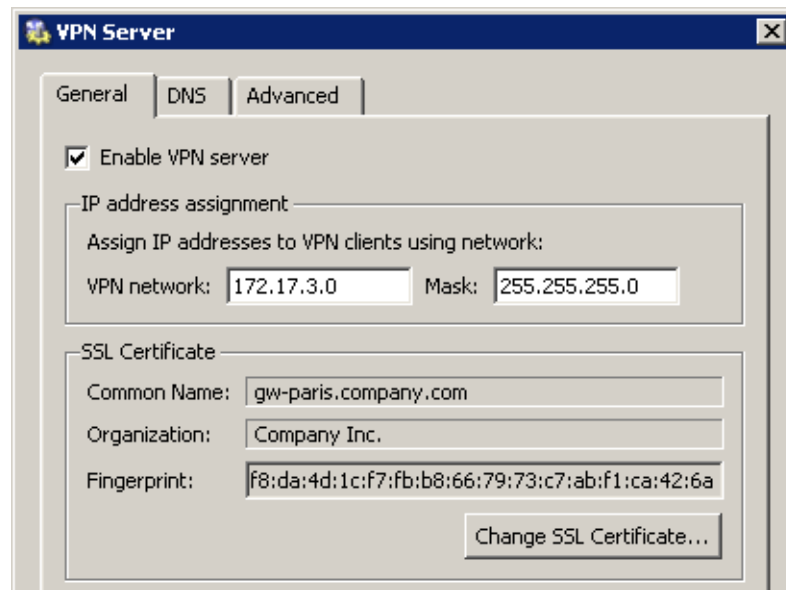 VPN Server
General DNS Advanced
Enable VPN server
IP address assignment
Assign IP addresses to VPN clients using network:
VPN network: 172.17.3.0 Mask: 255.255.255.0
SSL Certificate
Common Name: gw-paris.company.com
Organization: Company Inc.
Fingerprint: f8:da:4d:1c:f7:fb:b8:66:79:73:c7:ab:f1:ca:42:6a
Change SSL Certificate...